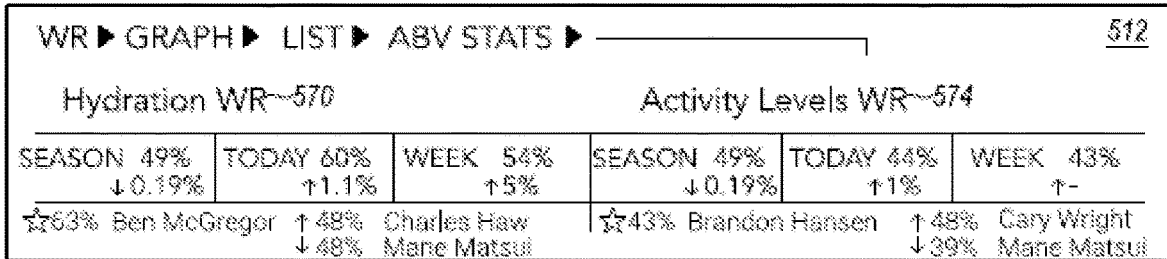 WR ▶ GRAPH ▶ LIST ▶ ABV STATS ▶ 512
Hydration WR~570 Activity Levels WR~574
SEASON 49% TODAY 60% WEEK 54% SEASON 49% TODAY 44% WEEK 43%
↓0.19% ↑1.1% ↑5% ↓0.19% ↑1% ↑-
☆63% Ben McGregor ↑48% Charles Haw ☆43% Brandon Hansen ↑48% Cary Wright
↓48% Marie Matsui ↓39% Marie Matsui